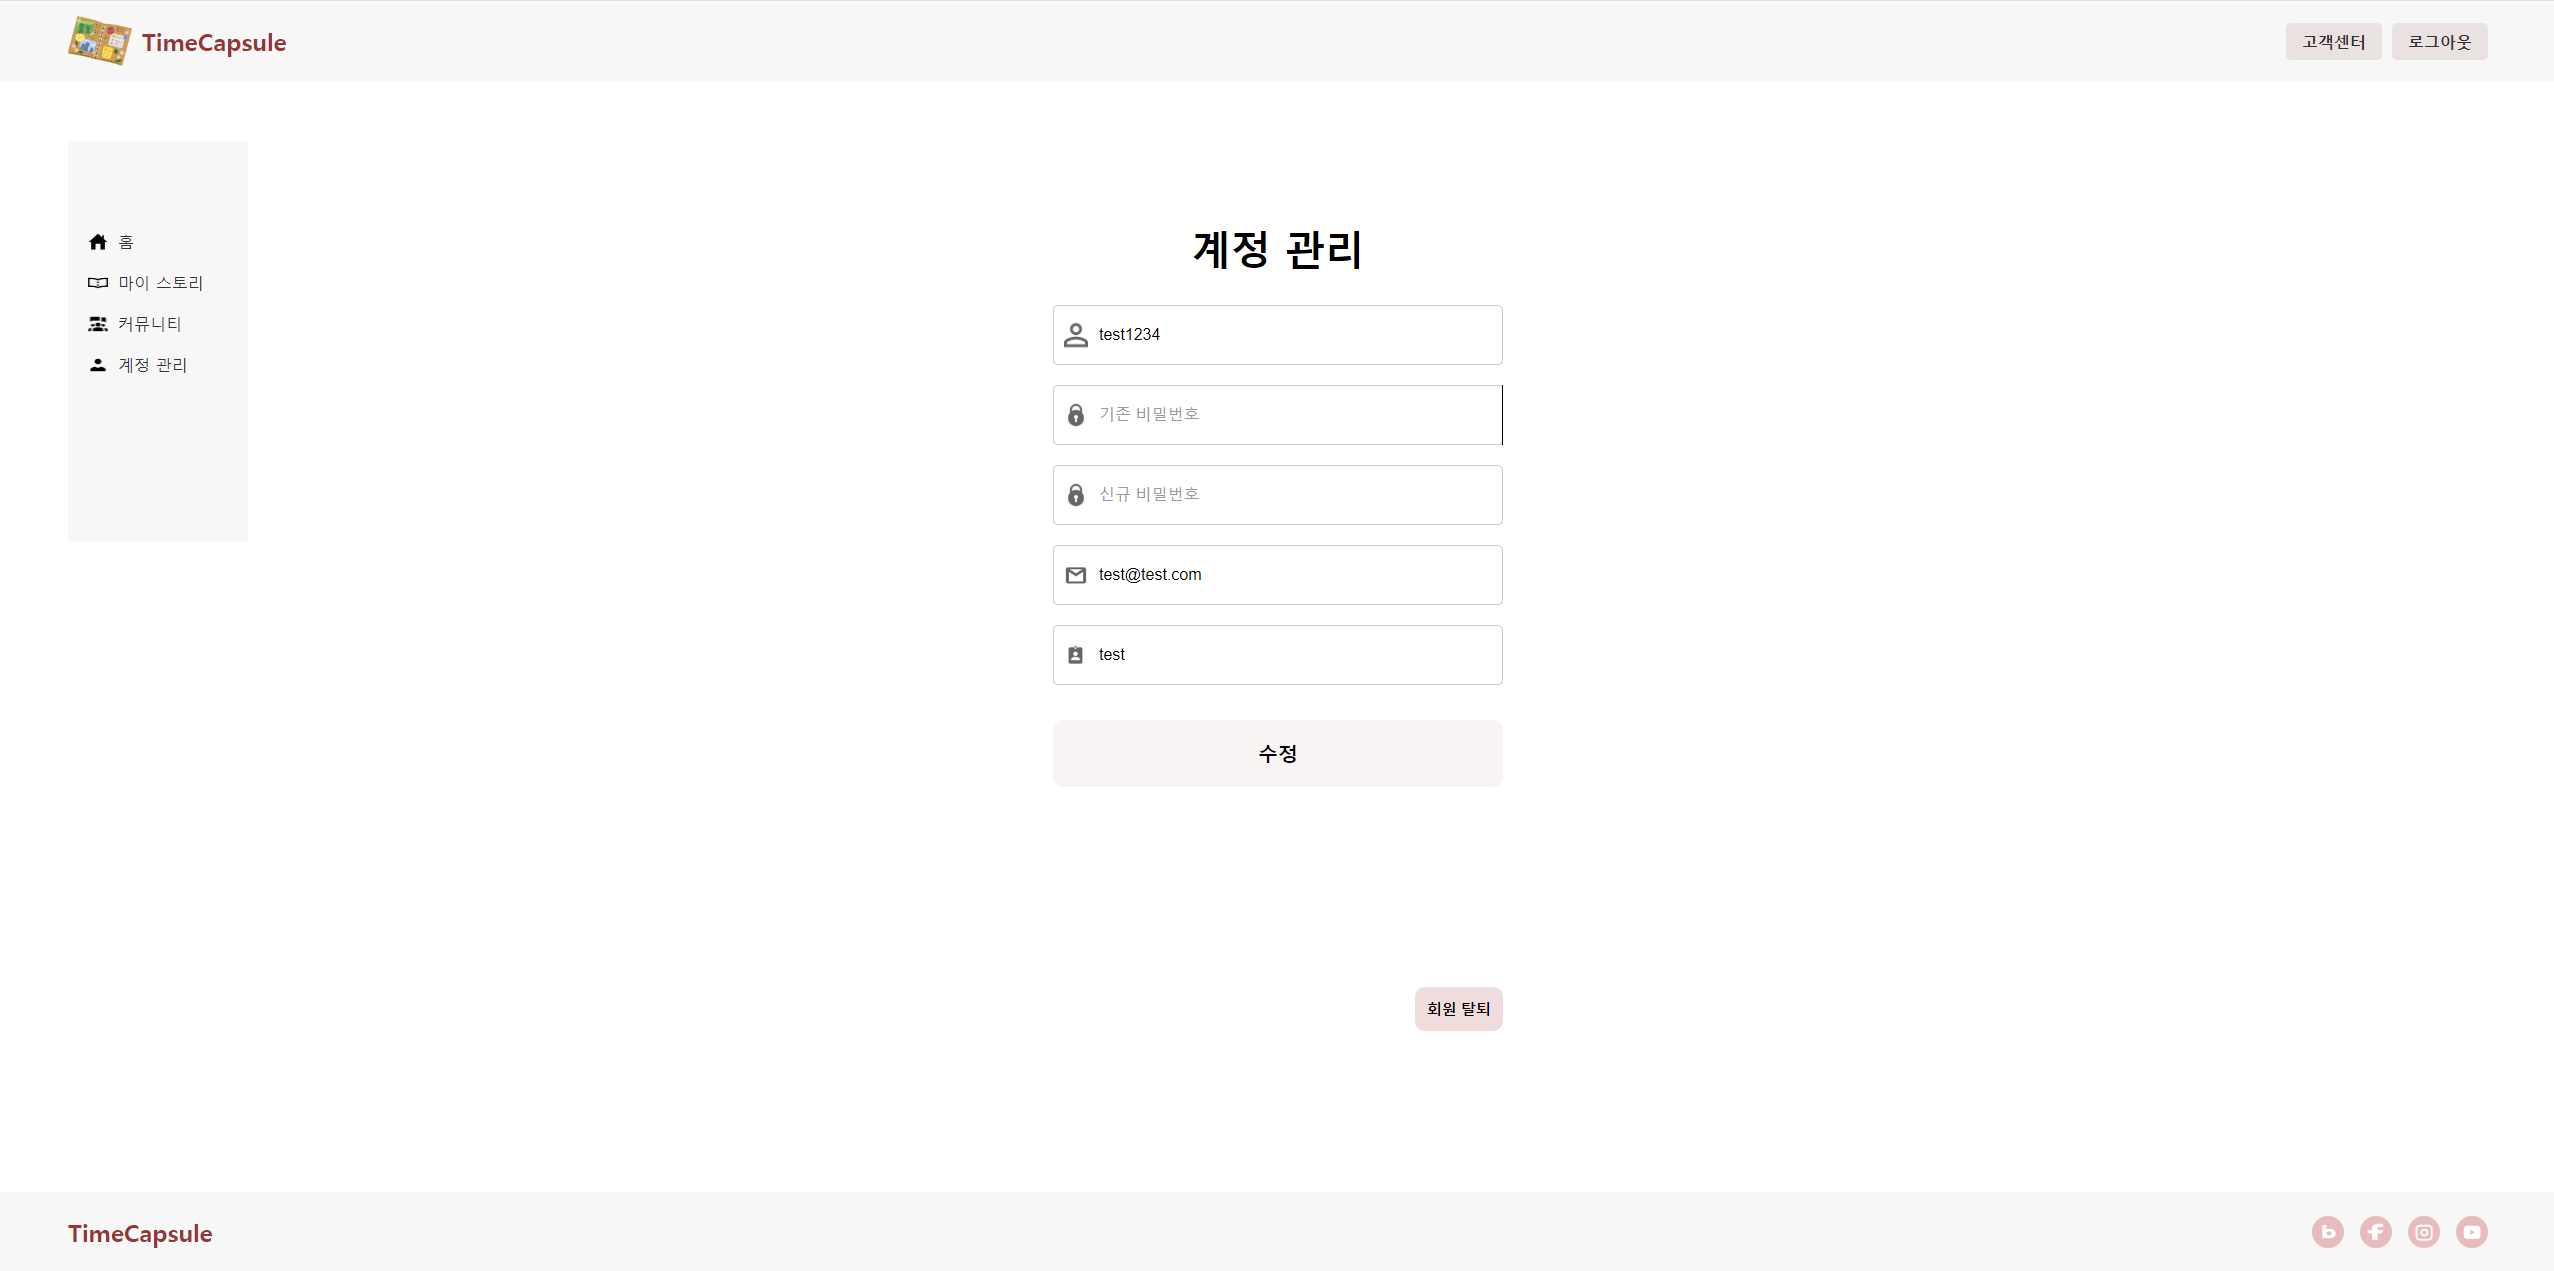 TimeCapsule
고객센터
로그아웃
홈
마이 스토리
커뮤니티
계정 관리
계정 관리
test1234
기존 비밀번호
신규 비밀번호
test@test.com
test
수정
회원 탈퇴
TimeCapsule